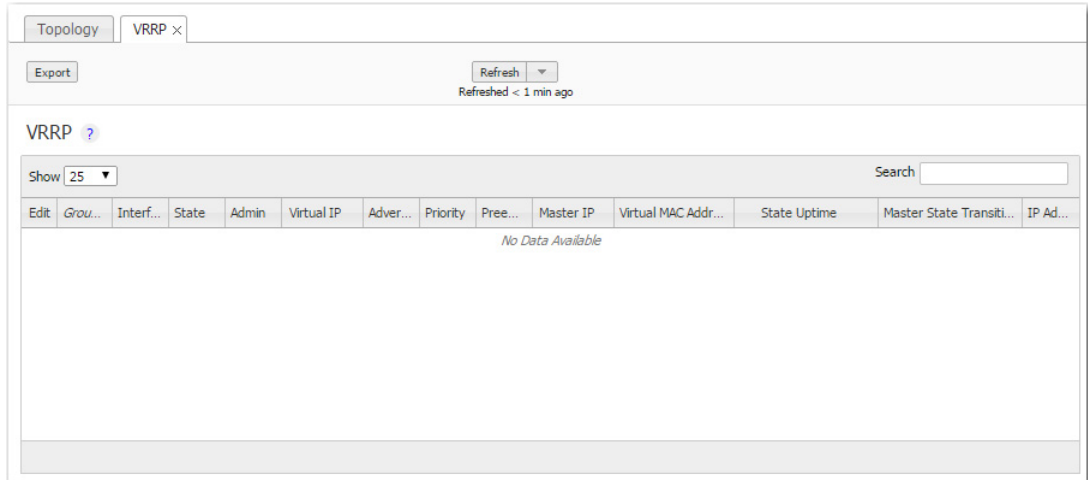 Topology VRRP ×
Export Refresh ▼
Refreshed < 1 min ago
VRRP ?
Show 25 ▼ Search
Edit Grou... Interf... State Admin Virtual IP Adver... Priority Pree... Master IP Virtual MAC Addr... State Uptime Master State Transiti... IP Ad...
No Data Available